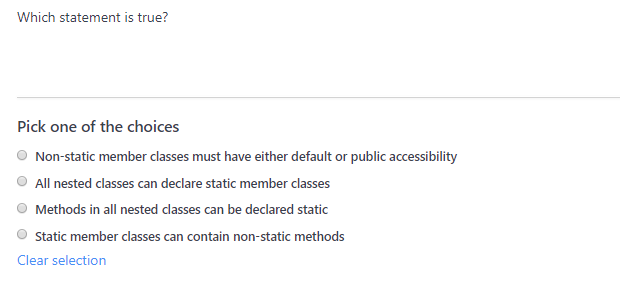 Which statement is true?
Pick one of the choices
Non-static member classes must have either default or public accessibility
All nested classes can declare static member classes
Methods in all nested classes can be declared static
Static member classes can contain non-static methods
Clear selection